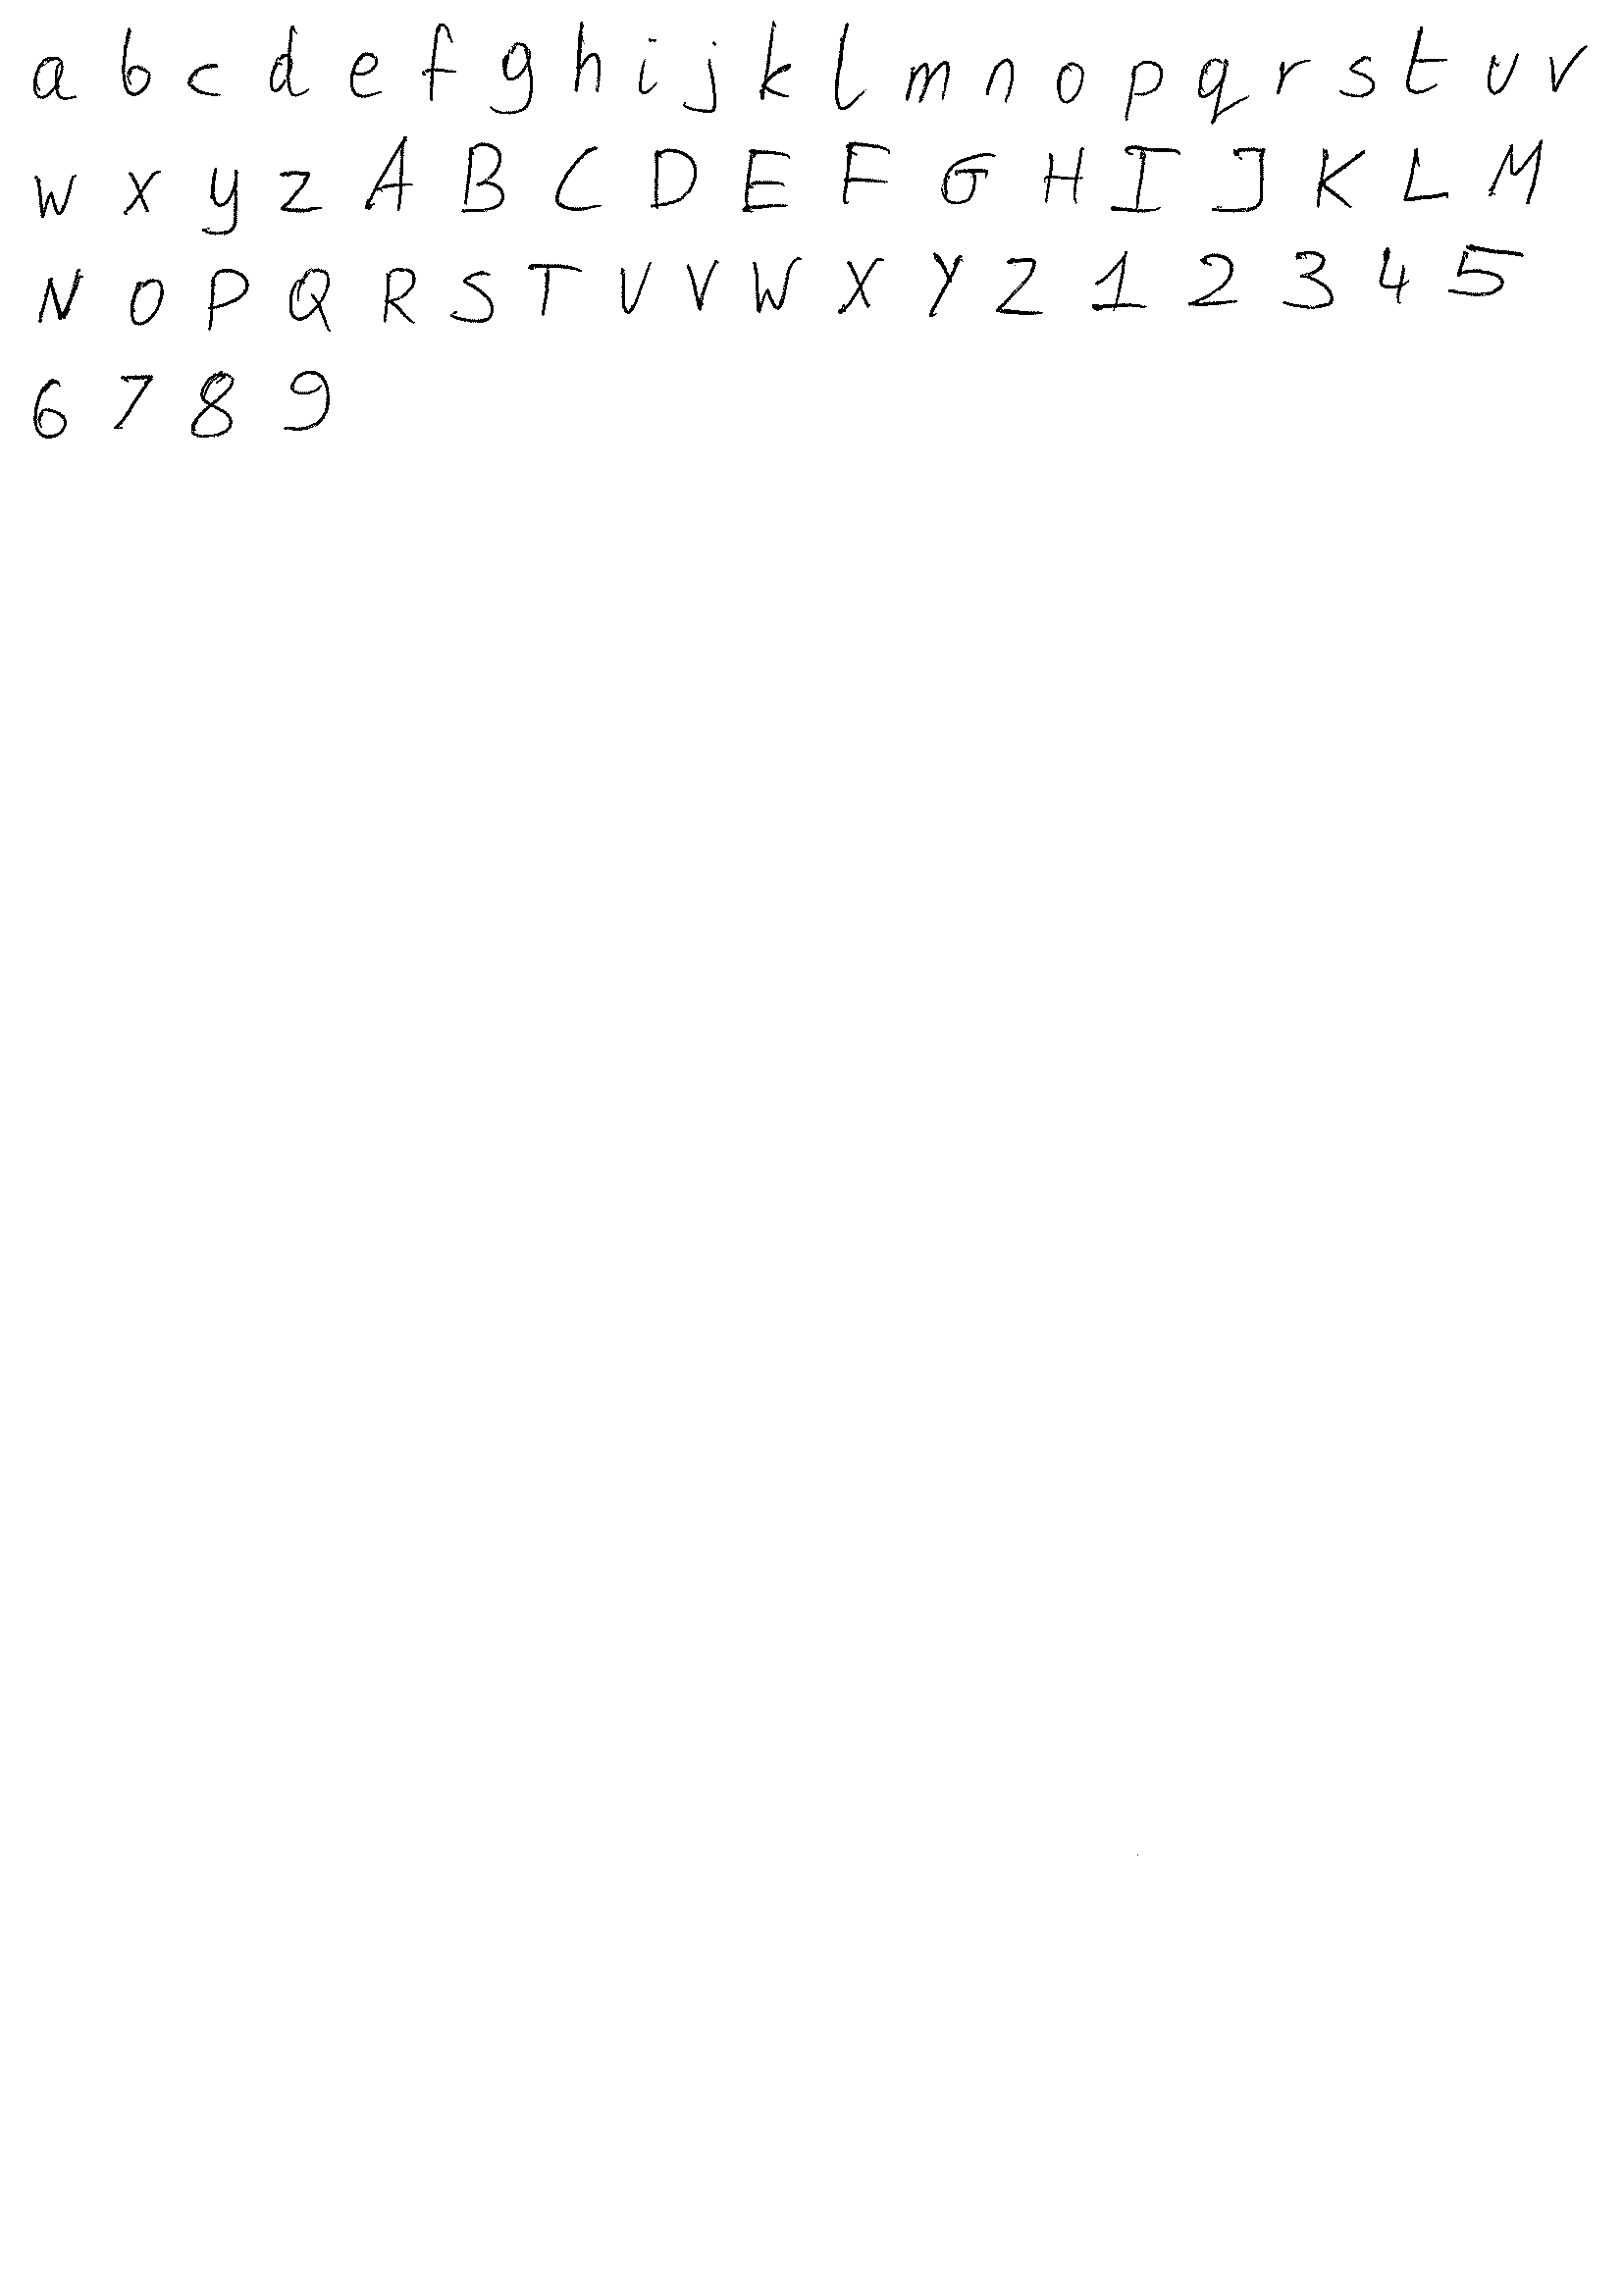 a b c d e f g h i j k l m n o p q r s t u v
w x y z A B C D E F G H I J K L M
N O P Q R S T U V W X Y Z 1 2 3 4 5
6 7 8 9